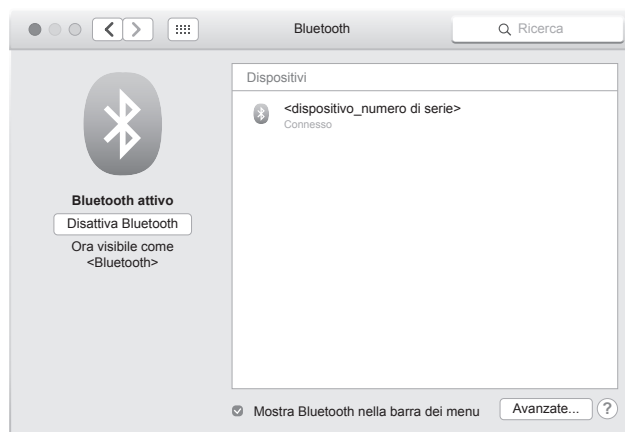 Bluetooth
Ricerca
Dispositivi
<dispositivo_numero di serie>
Connesso
Bluetooth attivo
Disattiva Bluetooth
Ora visibile come
<Bluetooth>
Mostra Bluetooth nella barra dei menu
Avanzate...
?